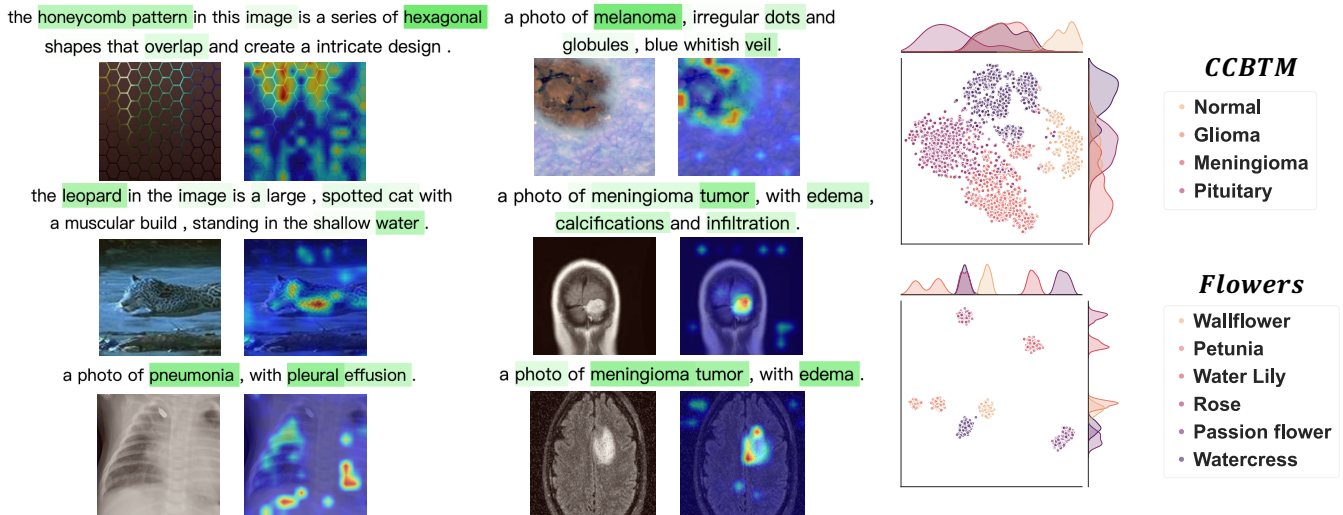 the honeycomb pattern in this image is a series of hexagonal
shapes that overlap and create a intricate design .
the leopard in the image is a large , spotted cat with
a muscular build , standing in the shallow water .
a photo of pneumonia , with pleural effusion .
a photo of melanoma , irregular dots and
globules , blue whitish veil .
a photo of meningioma tumor , with edema ,
calcifications and infiltration .
a photo of meningioma tumor , with edema .
CCBTM
Normal
Glioma
Meningioma
Pituitary
Flowers
Wallflower
Petunia
Water Lily
Rose
Passion flower
Watercress